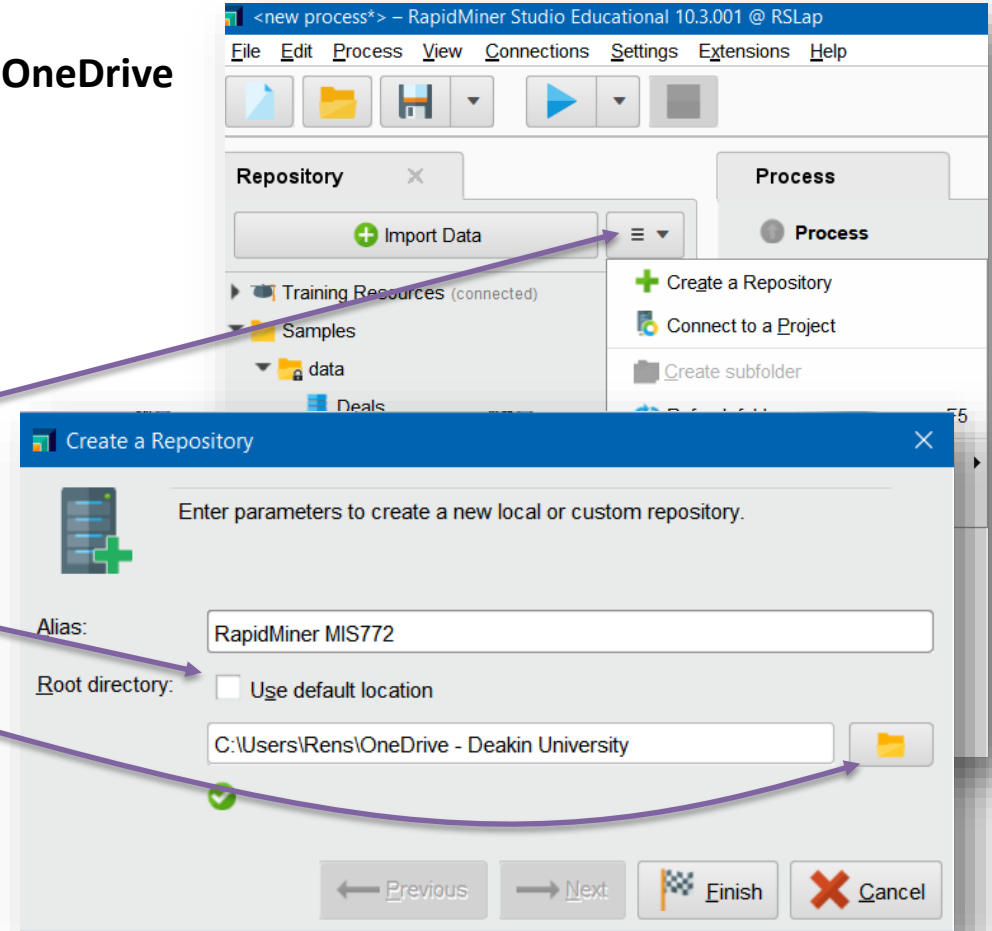 <new process*> – RapidMiner Studio Educational 10.3.001 @ RSLap
OneDrive
File Edit Process View Connections Settings Extensions Help
Repository
Process
Import Data
Process
Training Resources (connected)
Create a Repository
Samples
Connect to a Project
data
Create subfolder
Deals
F5
Create a Repository
Enter parameters to create a new local or custom repository.
Alias:
RapidMiner MIS772
Root directory:
Use default location
C:\Users\Rens\OneDrive - Deakin University
Previous
Next
Finish
Cancel